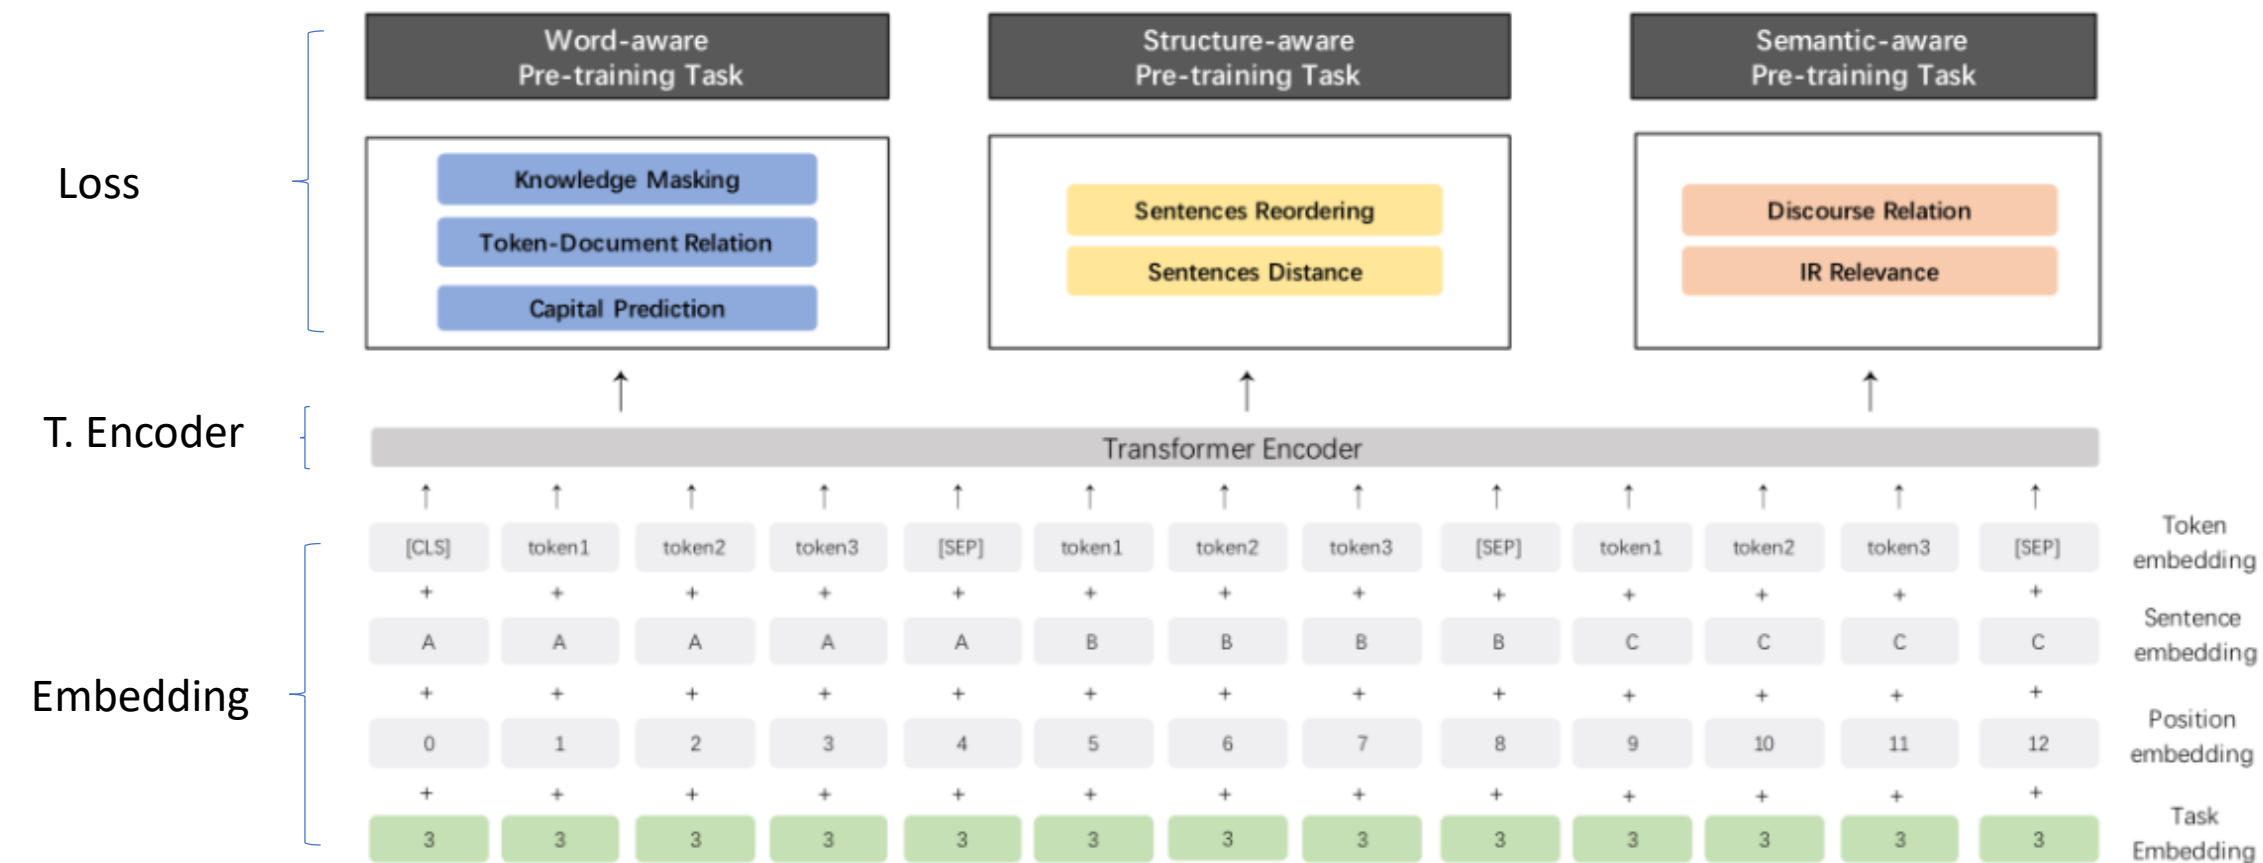 Word-aware
Pre-training Task
Structure-aware
Pre-training Task
Semantic-aware
Pre-training Task
Loss
Knowledge Masking
Token-Document Relation
Capital Prediction
Sentences Reordering
Sentences Distance
Discourse Relation
IR Relevance
T. Encoder
Transformer Encoder
Embedding
[CLS] token1 token2 token3 [SEP] token1 token2 token3 [SEP] token1 token2 token3 [SEP]
Token
embedding
+ + + + + + + + + + + + +
A A A A A B B B B C C C C
Sentence
embedding
+ + + + + + + + + + + + +
0 1 2 3 4 5 6 7 8 9 10 11 12
Position
embedding
+ + + + + + + + + + + + +
3 3 3 3 3 3 3 3 3 3 3 3 3
Task
Embedding